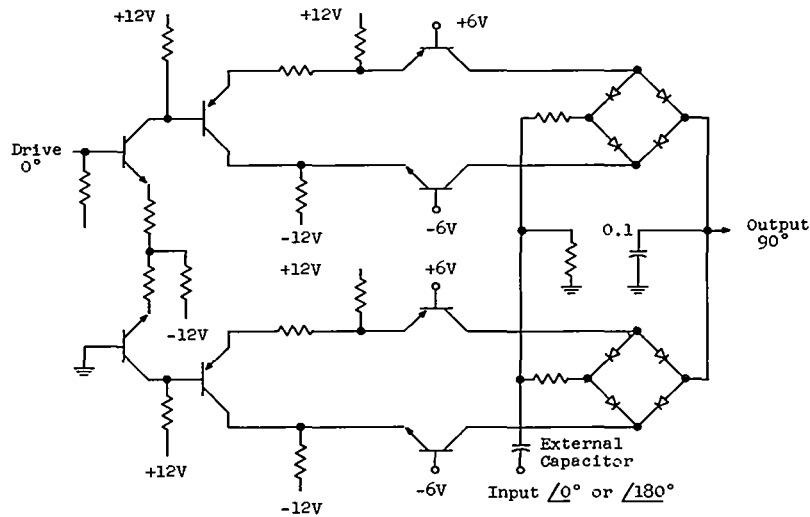 +12V
+12V
+6V
Drive
0°
-12V
-6V
0.1
Output
90°
+12V
+6V
-12V
+12V
-12V
-6V
External
Capacitor
Input /0° or /180°